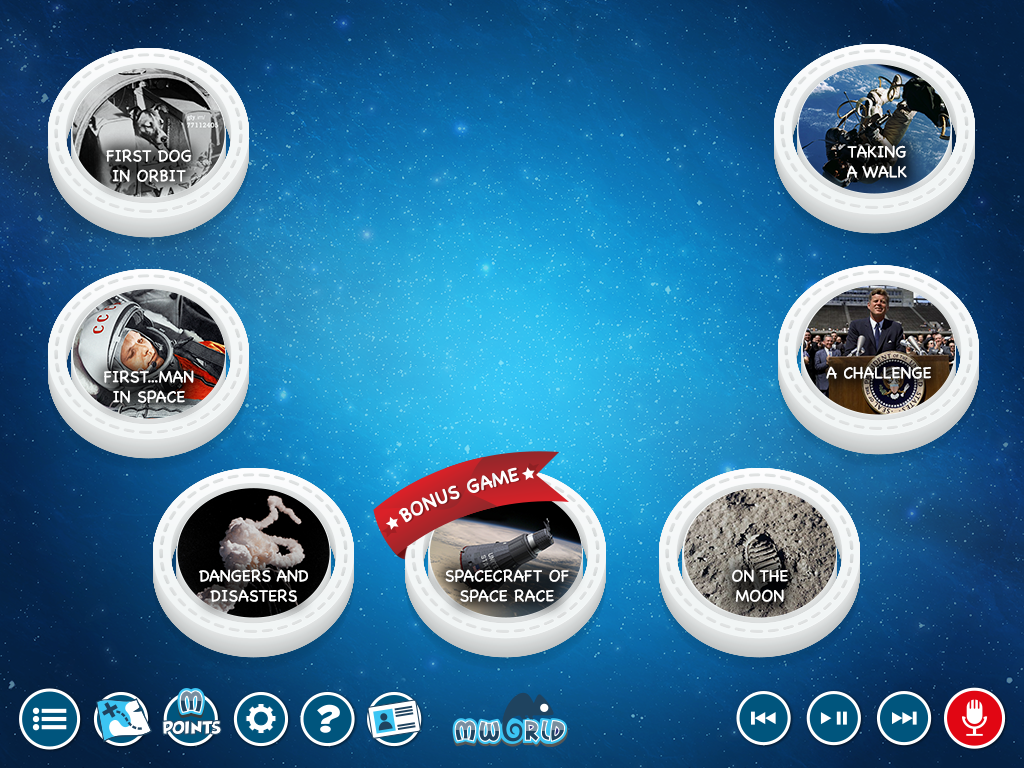 FIRST DOG
IN ORBIT
TAKING
A WALK
CCCP
FIRST...MAN
IN SPACE
A CHALLENGE
BONUS GAME
DANGERS AND
DISASTERS
SPACECRAFT OF
SPACE RACE
ON THE
MOON
M
POINTS
?
MWORLD